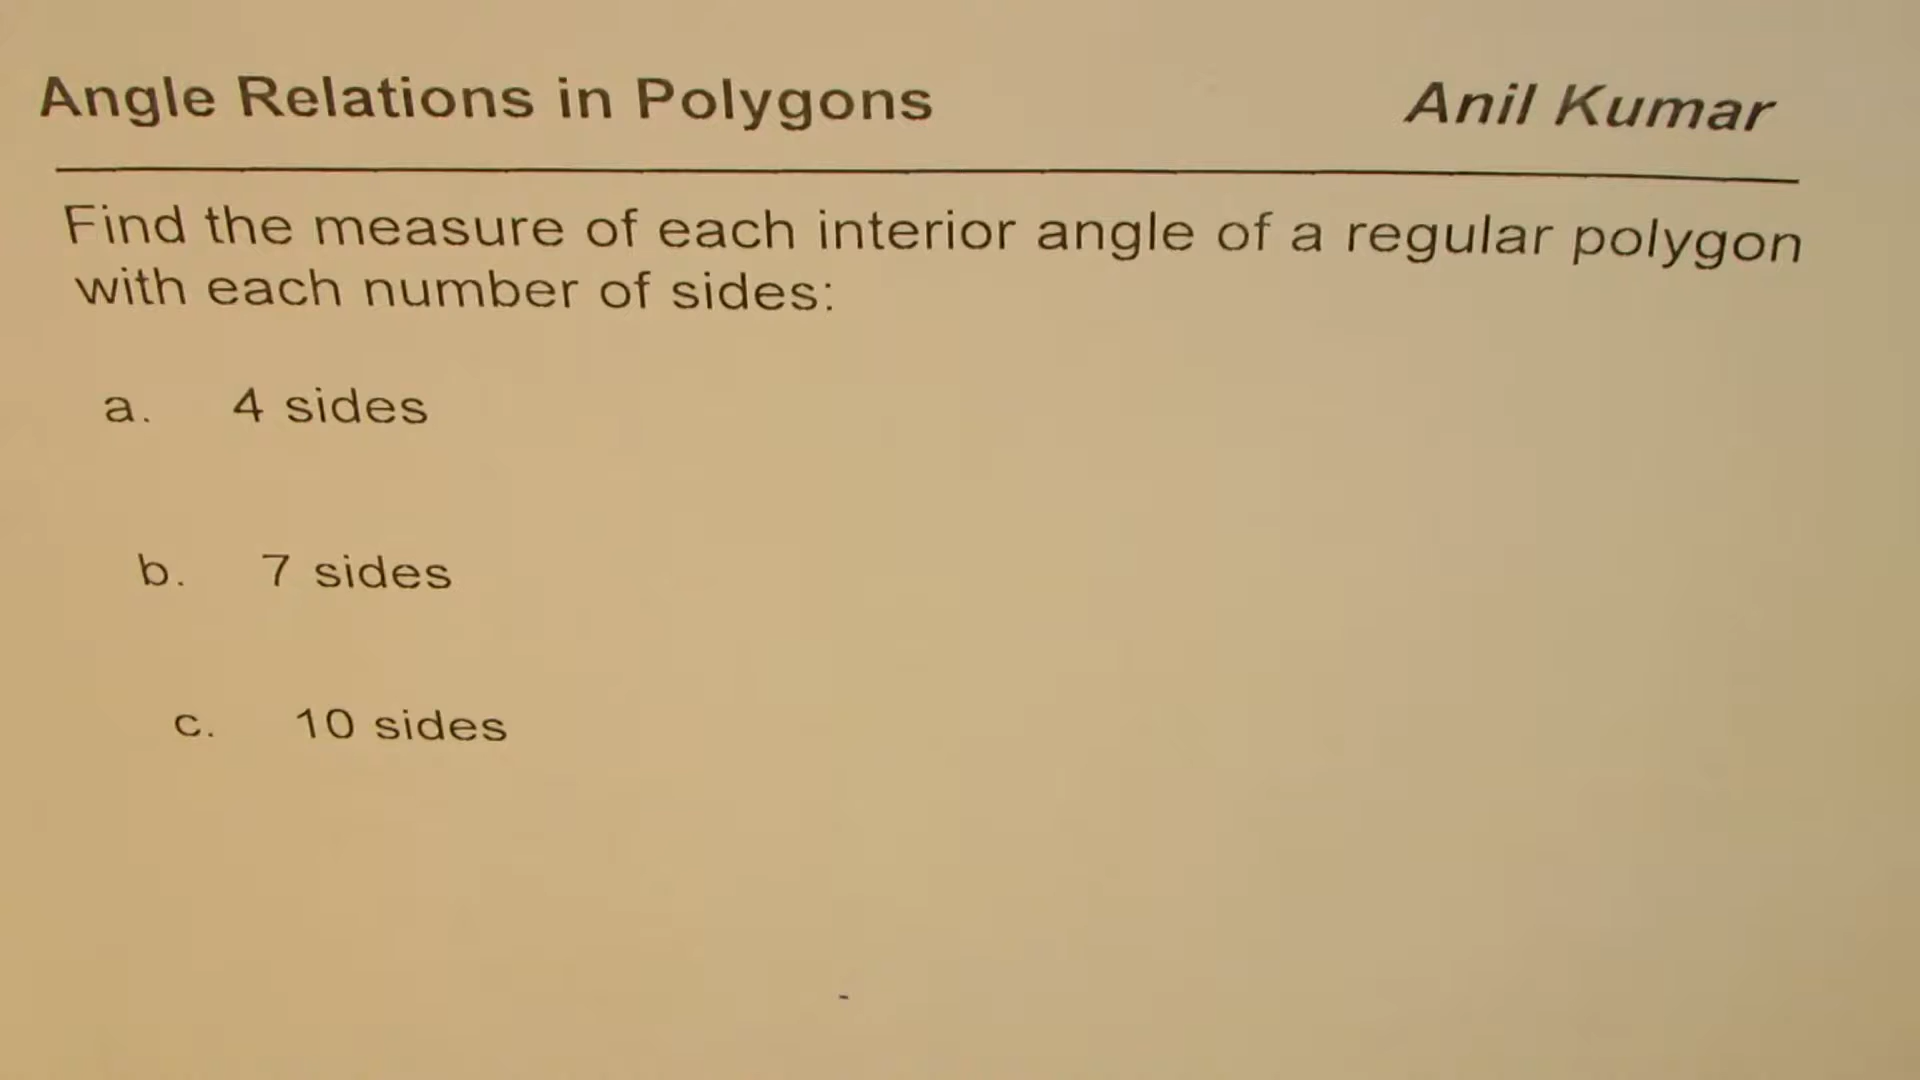 Angle Relations in Polygons Anil Kumar
Find the measure of each interior angle of a regular polygon
with each number of sides:
a. 4 sides
b. 7 sides
c. 10 sides